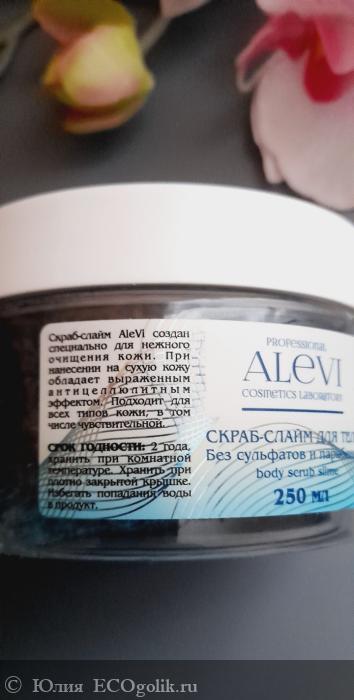 Скраб-слайм AleVi создан
специально для нежного
очищения кожи. При
нанесении на сухую кожу
обладает выраженным
антицеллюлитным
эффектом. Подходит для
всех типов кожи, в том
числе чувствительной.
СРОК ГОДНОСТИ: 2 года,
хранить при комнатной
температуре. Хранить при
плотно закрытой крышке.
Избегать попадания воды
в продукт.
PROFESSIONAL
ALEVI
COSMETICS LABORATORY
СКРАБ-СЛАЙМ ДЛЯ
Без сульфатов и
body scrub slime
250 мл
© Юлия ECOgolik.ru